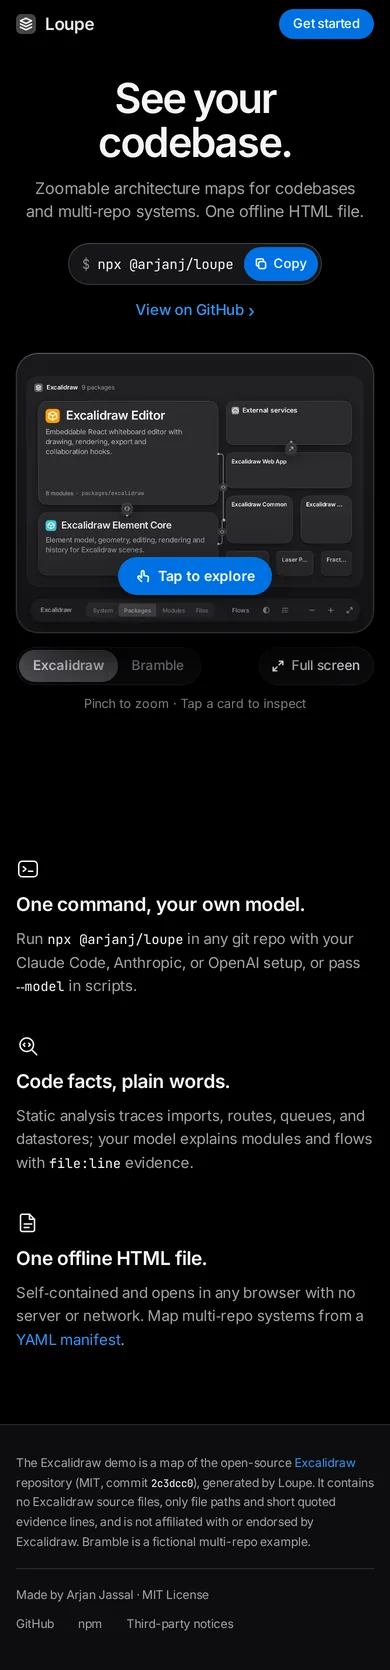 Loupe
Get started
See your
codebase.
Zoomable architecture maps for codebases
and multi-repo systems. One offline HTML file.
$ npx @arjanj/loupe
Copy
View on GitHub ›
Excalidraw 9 packages
Excalidraw Editor
Embeddable React whiteboard editor with
drawing, rendering, export and
collaboration hooks.
8 modules · packages/excalidraw
External services
Excalidraw Web App
Excalidraw Element Core
Element model, geometry, editing, rendering and
history for Excalidraw scenes.
Excalidraw Common
Excalidraw ...
Laser P...
Fract...
Tap to explore
Excalidraw
System
Packages
Modules
Files
Flows
Excalidraw
Bramble
Full screen
Pinch to zoom · Tap a card to inspect
One command, your own model.
Run npx @arjanj/loupe in any git repo with your
Claude Code, Anthropic, or OpenAI setup, or pass
--model in scripts.
Code facts, plain words.
Static analysis traces imports, routes, queues, and
datastores; your model explains modules and flows
with file:line evidence.
One offline HTML file.
Self-contained and opens in any browser with no
server or network. Map multi-repo systems from a
YAML manifest.
The Excalidraw demo is a map of the open-source Excalidraw
repository (MIT, commit 2c3dcc0), generated by Loupe. It contains
no Excalidraw source files, only file paths and short quoted
evidence lines, and is not affiliated with or endorsed by
Excalidraw. Bramble is a fictional multi-repo example.
Made by Arjan Jassal · MIT License
GitHub
npm
Third-party notices